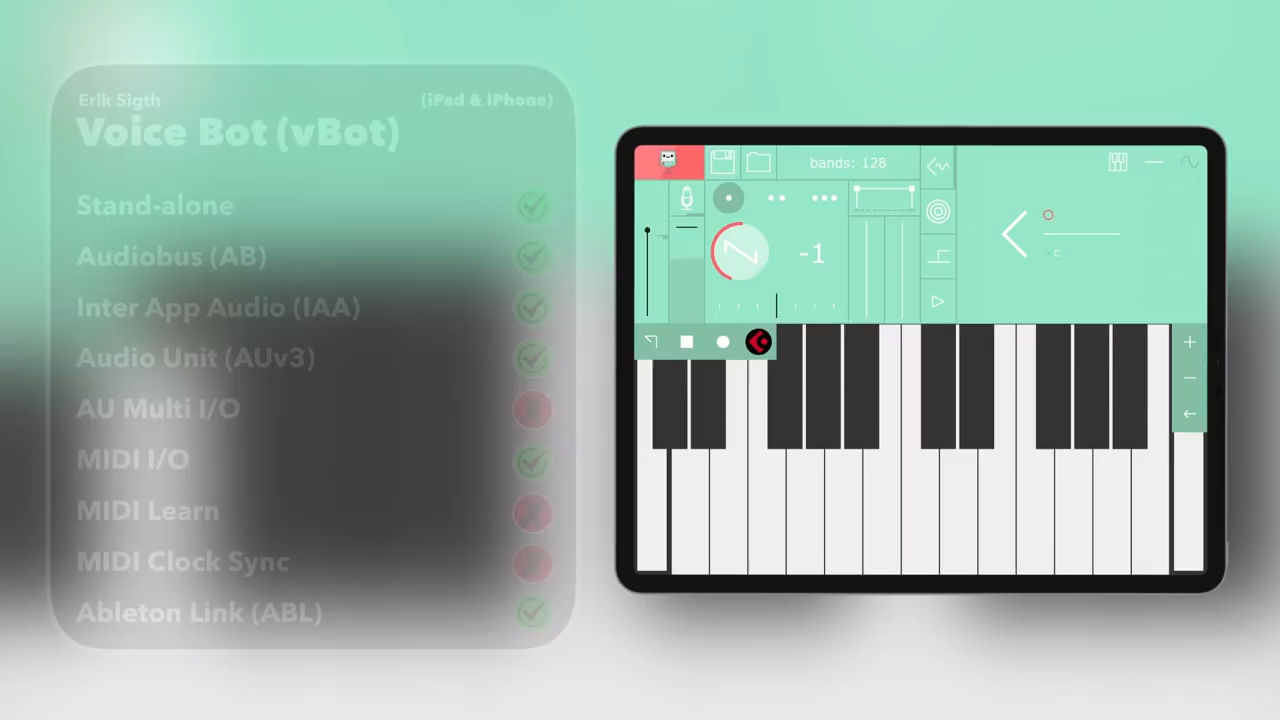 Erik Sigth
(iPad & iPhone)
Voice Bot (vBot)
Stand-alone
Audiobus (AB)
Inter App Audio (IAA)
Audio Unit (AUv3)
AU Multi I/O
MIDI I/O
MIDI Learn
MIDI Clock Sync
Ableton Link (ABL)
bands: 128
-1
- c